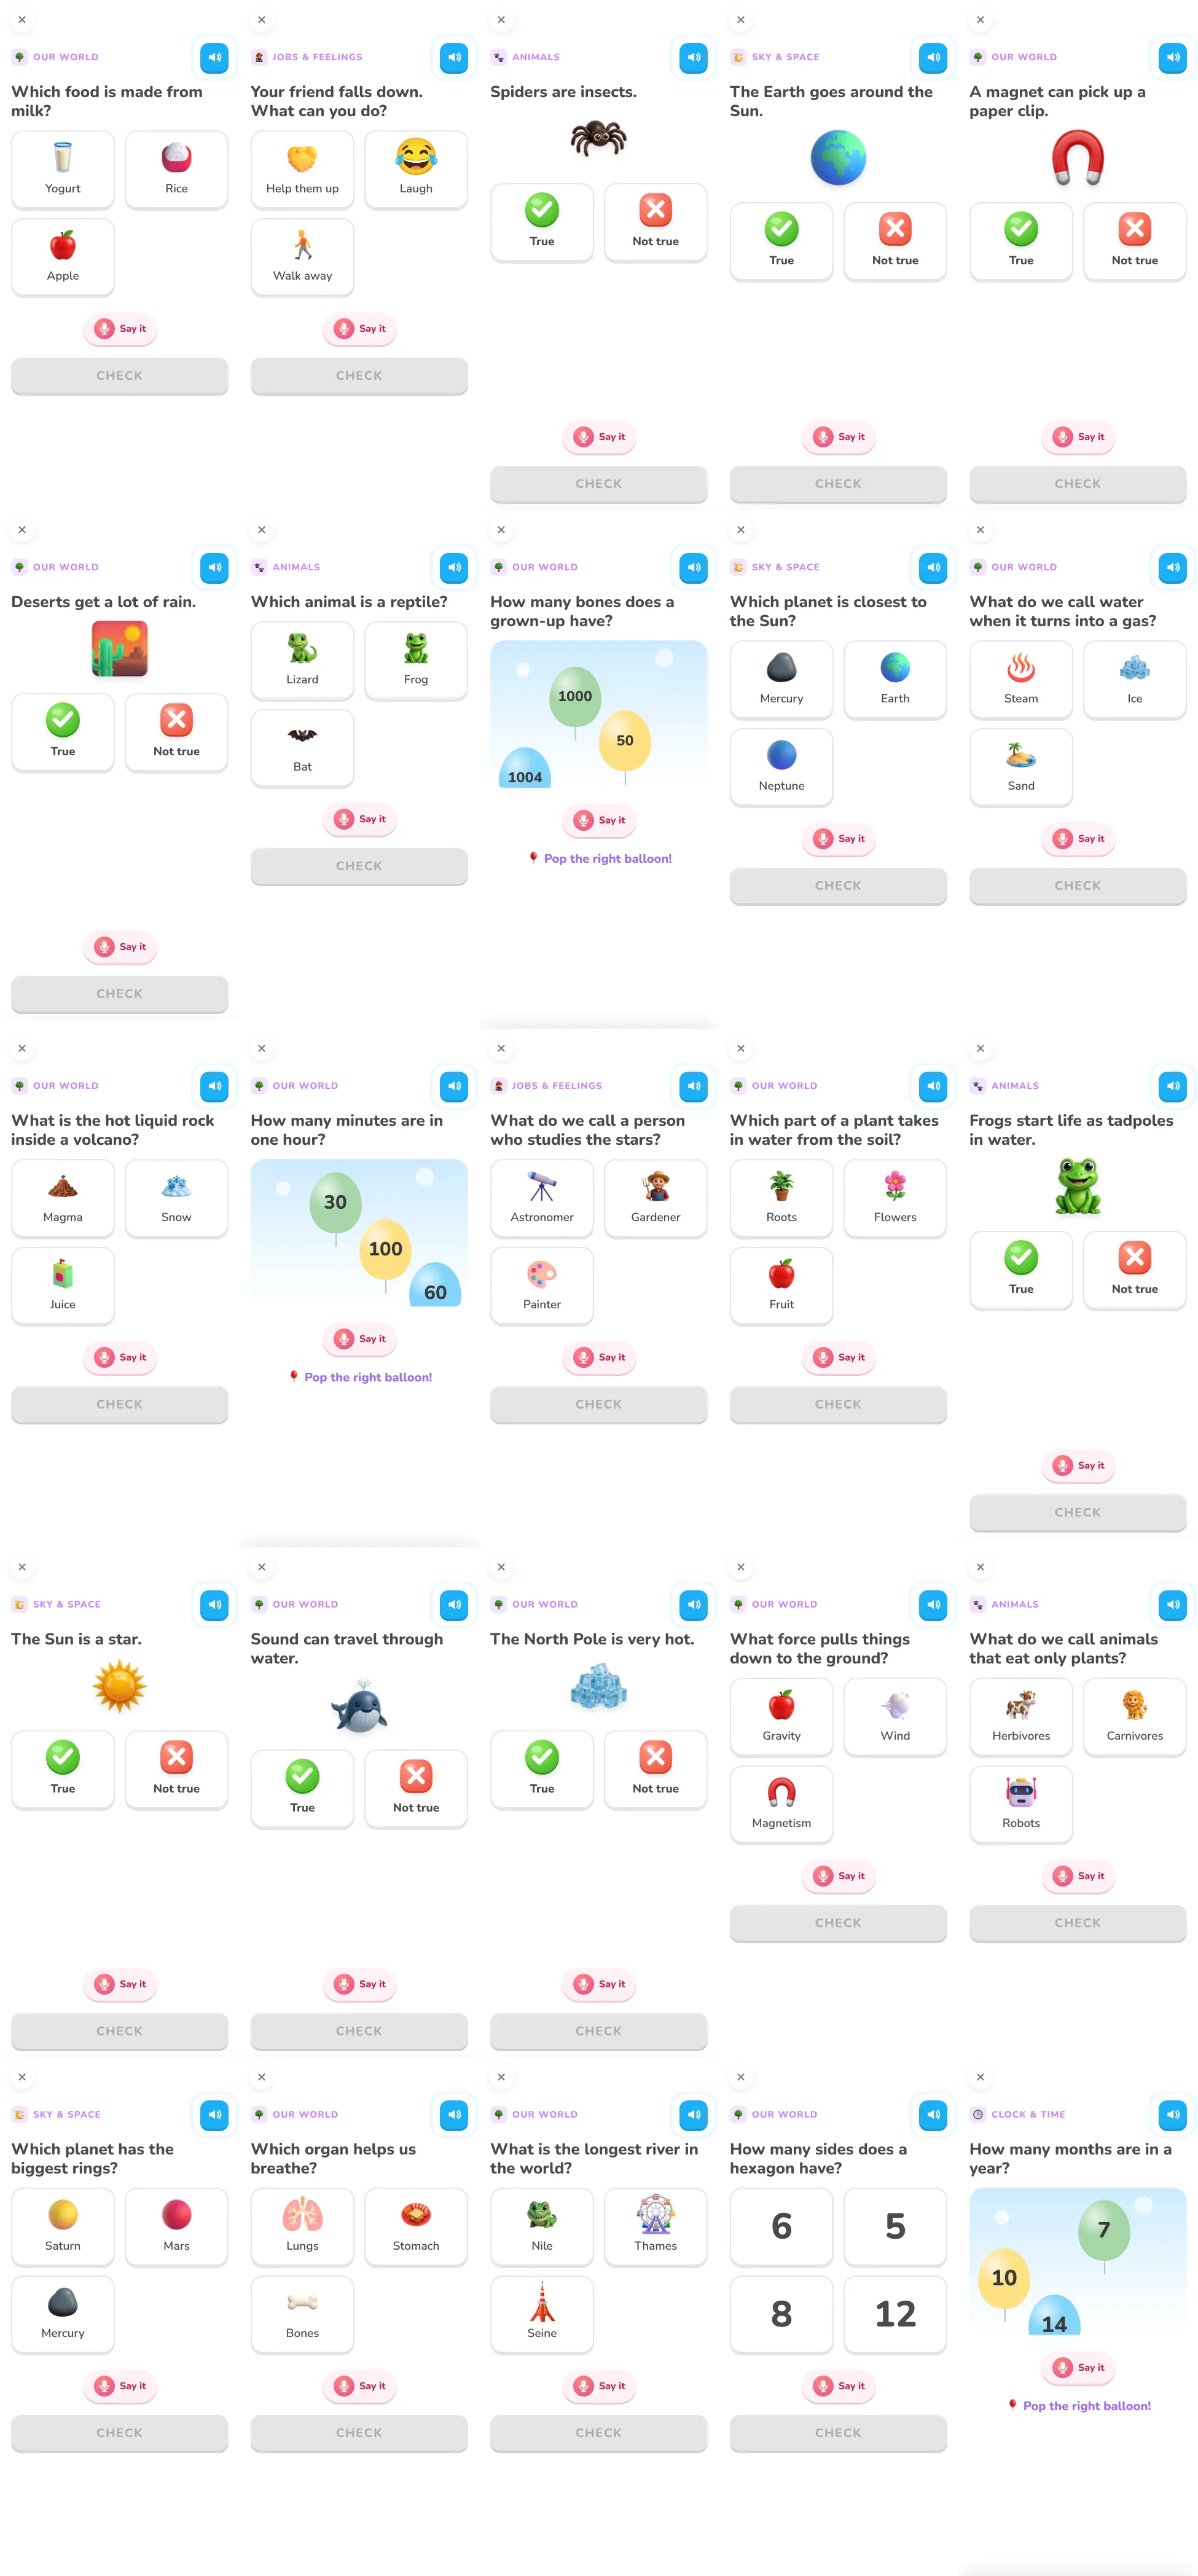 OUR WORLD
Which food is made from
milk?
Yogurt
Rice
Apple
Say it
CHECK
JOBS & FEELINGS
Your friend falls down.
What can you do?
Help them up
Laugh
Walk away
Say it
CHECK
ANIMALS
Spiders are insects.
True
Not true
Say it
CHECK
SKY & SPACE
The Earth goes around the
Sun.
True
Not true
Say it
CHECK
OUR WORLD
A magnet can pick up a
paper clip.
True
Not true
Say it
CHECK
OUR WORLD
Deserts get a lot of rain.
True
Not true
Say it
CHECK
ANIMALS
Which animal is a reptile?
Lizard
Frog
Bat
Say it
CHECK
OUR WORLD
How many bones does a
grown-up have?
1000
50
1004
Say it
Pop the right balloon!
SKY & SPACE
Which planet is closest to
the Sun?
Mercury
Earth
Neptune
Say it
CHECK
OUR WORLD
What do we call water
when it turns into a gas?
Steam
Ice
Sand
Say it
CHECK
OUR WORLD
What is the hot liquid rock
inside a volcano?
Magma
Snow
Juice
Say it
CHECK
OUR WORLD
How many minutes are in
one hour?
30
100
60
Say it
Pop the right balloon!
JOBS & FEELINGS
What do we call a person
who studies the stars?
Astronomer
Gardener
Painter
Say it
CHECK
OUR WORLD
Which part of a plant takes
in water from the soil?
Roots
Flowers
Fruit
Say it
CHECK
ANIMALS
Frogs start life as tadpoles
in water.
True
Not true
Say it
CHECK
SKY & SPACE
The Sun is a star.
True
Not true
Say it
CHECK
OUR WORLD
Sound can travel through
water.
True
Not true
Say it
CHECK
OUR WORLD
The North Pole is very hot.
True
Not true
Say it
CHECK
OUR WORLD
What force pulls things
down to the ground?
Gravity
Wind
Magnetism
Say it
CHECK
ANIMALS
What do we call animals
that eat only plants?
Herbivores
Carnivores
Robots
Say it
CHECK
SKY & SPACE
Which planet has the
biggest rings?
Saturn
Mars
Mercury
Say it
CHECK
OUR WORLD
Which organ helps us
breathe?
Lungs
Stomach
Bones
Say it
CHECK
OUR WORLD
What is the longest river in
the world?
Nile
Thames
Seine
Say it
CHECK
OUR WORLD
How many sides does a
hexagon have?
6
5
8
12
Say it
CHECK
CLOCK & TIME
How many months are in a
year?
7
10
14
Say it
Pop the right balloon!